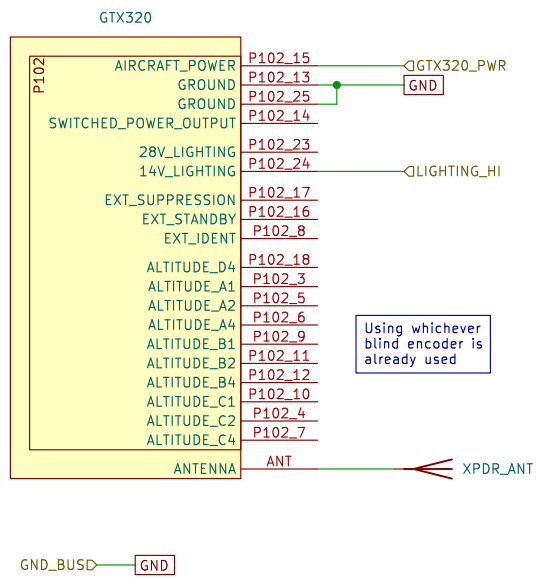 GTX320
P102
AIRCRAFT_POWER P102_15 GTX320_PWR
GROUND P102_13 GND
GROUND P102_25
SWITCHED_POWER_OUTPUT P102_14
28V_LIGHTING P102_23
14V_LIGHTING P102_24 LIGHTING_HI
EXT_SUPPRESSION P102_17
EXT_STANDBY P102_16
EXT_IDENT P102_8
ALTITUDE_D4 P102_18
ALTITUDE_A1 P102_3
ALTITUDE_A2 P102_5
ALTITUDE_A4 P102_6
ALTITUDE_B1 P102_9
ALTITUDE_B2 P102_11
ALTITUDE_B4 P102_12
ALTITUDE_C1 P102_10
ALTITUDE_C2 P102_4
ALTITUDE_C4 P102_7
Using whichever
blind encoder is
already used
ANTENNA ANT XPDR_ANT
GND_BUS GND